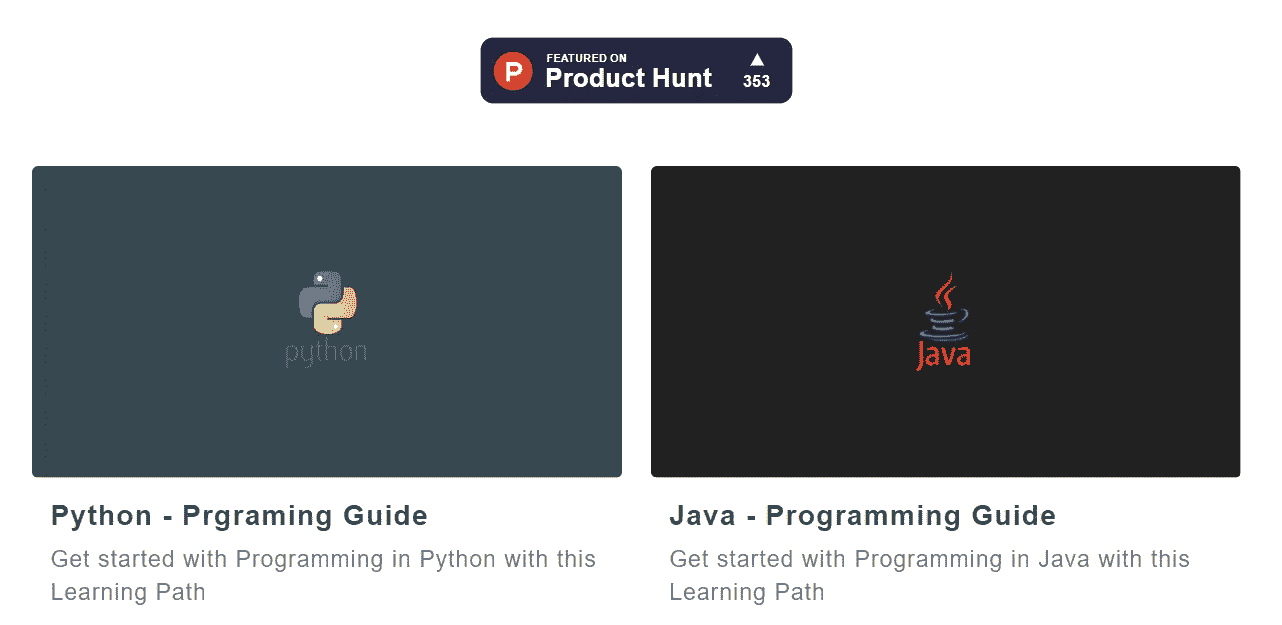 P
FEATURED ON
Product Hunt
▲
353
python
Java
Python - Prgraming Guide
Get started with Programming in Python with this
Learning Path
Java - Programming Guide
Get started with Programming in Java with this
Learning Path